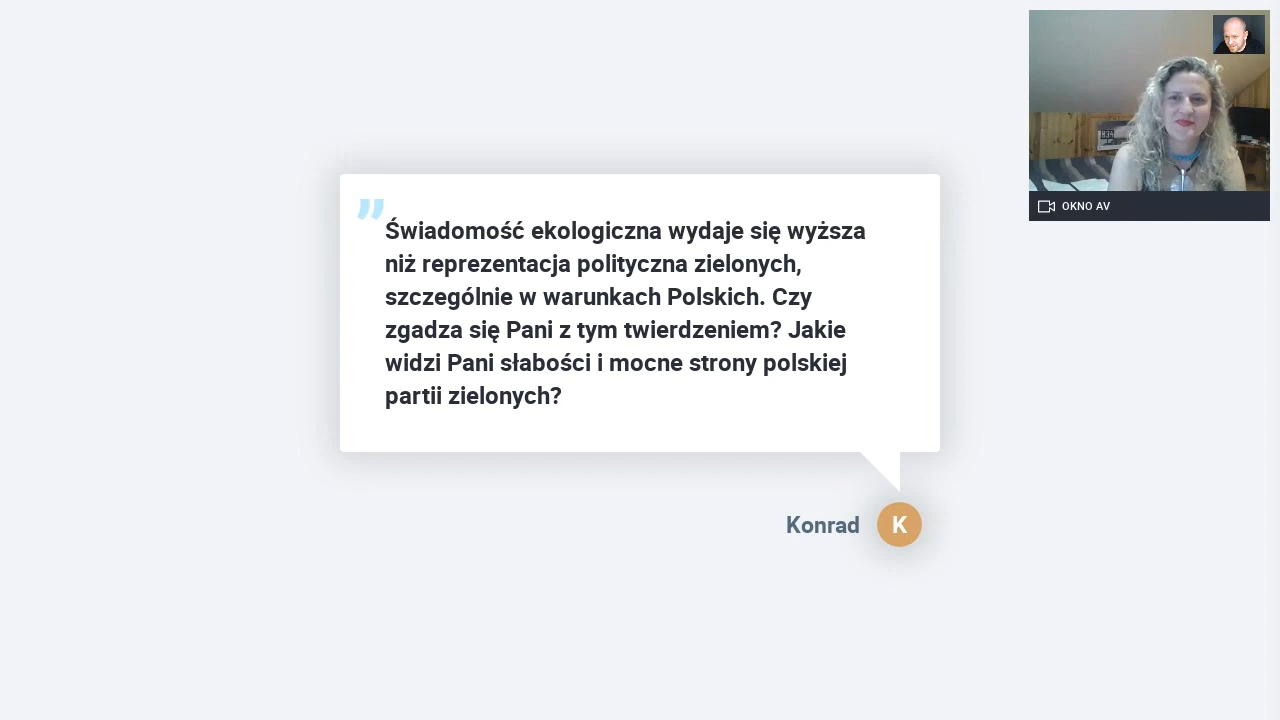 Świadomość ekologiczna wydaje się wyższa
niż reprezentacja polityczna zielonych,
szczególnie w warunkach Polskich. Czy
zgadza się Pani z tym twierdzeniem? Jakie
widzi Pani słabości i mocne strony polskiej
partii zielonych?
Konrad K
OKNO AV